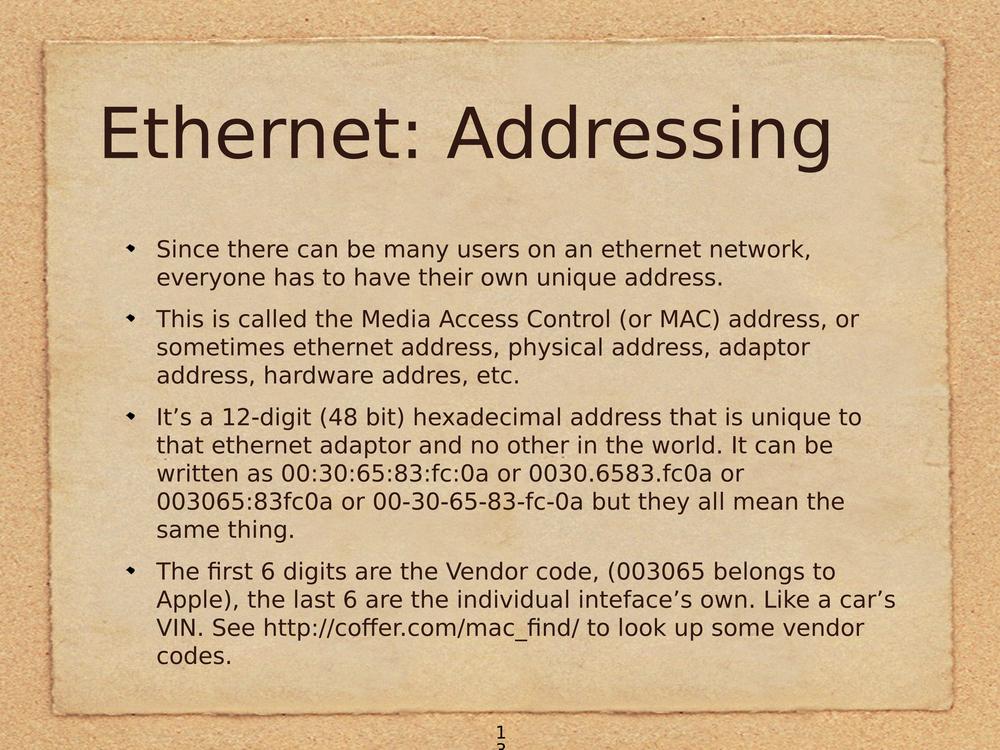 Ethernet: Addressing
Since there can be many users on an ethernet network,
everyone has to have their own unique address.
This is called the Media Access Control (or MAC) address, or
sometimes ethernet address, physical address, adaptor
address, hardware addres, etc.
It’s a 12-digit (48 bit) hexadecimal address that is unique to
that ethernet adaptor and no other in the world. It can be
written as 00:30:65:83:fc:0a or 0030.6583.fc0a or
003065:83fc0a or 00-30-65-83-fc-0a but they all mean the
same thing.
The first 6 digits are the Vendor code, (003065 belongs to
Apple), the last 6 are the individual inteface’s own. Like a car’s
VIN. See http://coffer.com/mac_find/ to look up some vendor
codes.
1